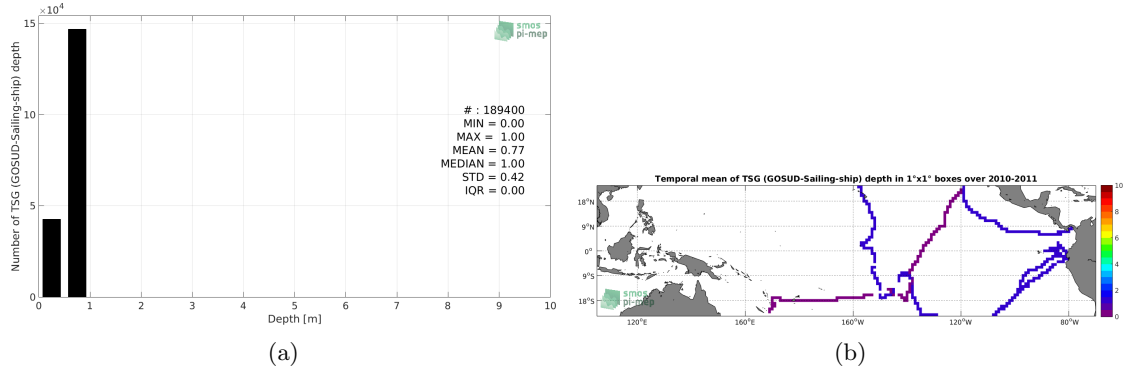 ×10⁴
15
10
5
0
Number of TSG (GOSUD-Sailing-ship) depth
smos
pi-mep
# : 189400
MIN = 0.00
MAX = 1.00
MEAN = 0.77
MEDIAN = 1.00
STD = 0.42
IQR = 0.00
0 1 2 3 4 5 6 7 8 9 10
Depth [m]
(a)
Temporal mean of TSG (GOSUD-Sailing-ship) depth in 1°x1° boxes over 2010-2011
18°N
9°N
0°
9°S
18°S
smos
pi-mep
120°E 160°E 160°W 120°W 80°W
10
8
6
4
2
0
(b)